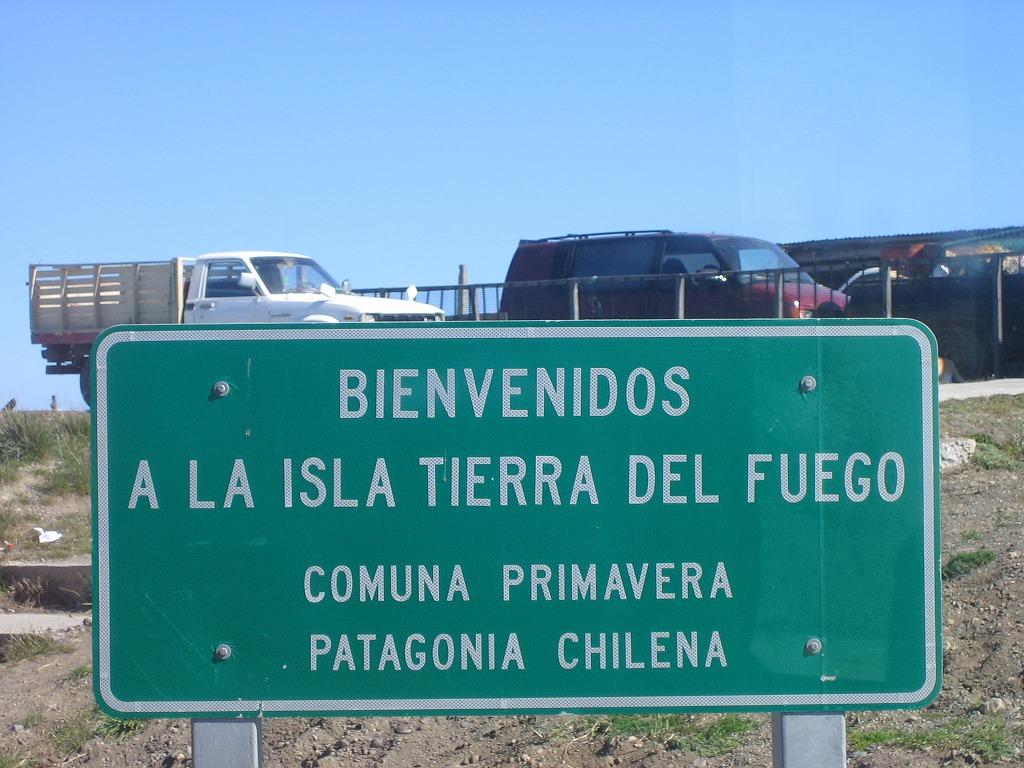 BIENVENIDOS
A LA ISLA TIERRA DEL FUEGO
COMUNA PRIMAVERA
PATAGONIA CHILENA